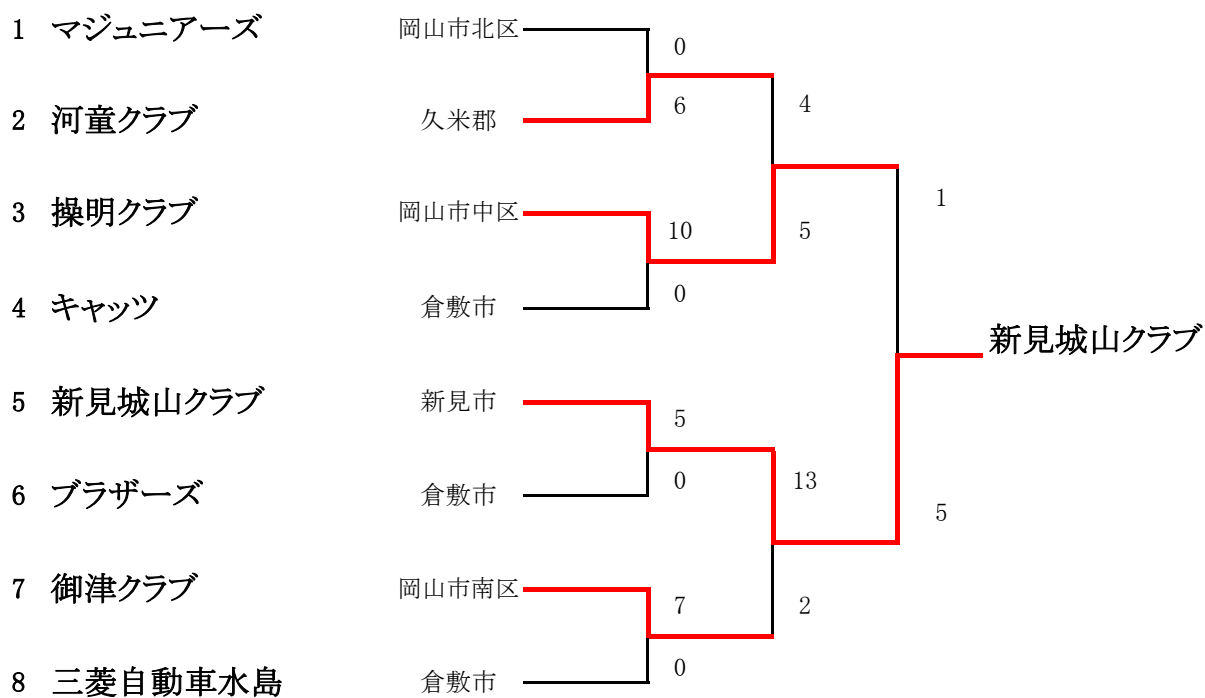 1 マジュニアーズ 岡山市北区
0
6
4
2 河童クラブ 久米郡
3 操明クラブ 岡山市中区
1
10
5
0
4 キャッツ 倉敷市
新見城山クラブ
5 新見城山クラブ 新見市
5
0
13
6 ブラザーズ 倉敷市
5
7 御津クラブ 岡山市南区
7
2
0
8 三菱自動車水島 倉敷市